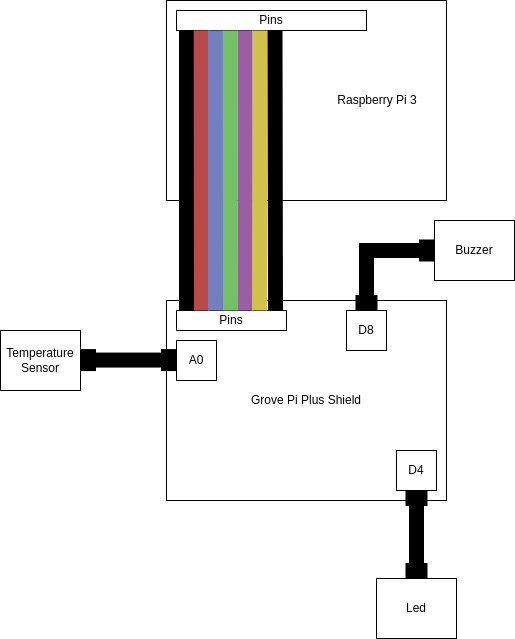 Pins
Raspberry Pi 3
Buzzer
Pins
D8
Temperature
Sensor
A0
Grove Pi Plus Shield
D4
Led